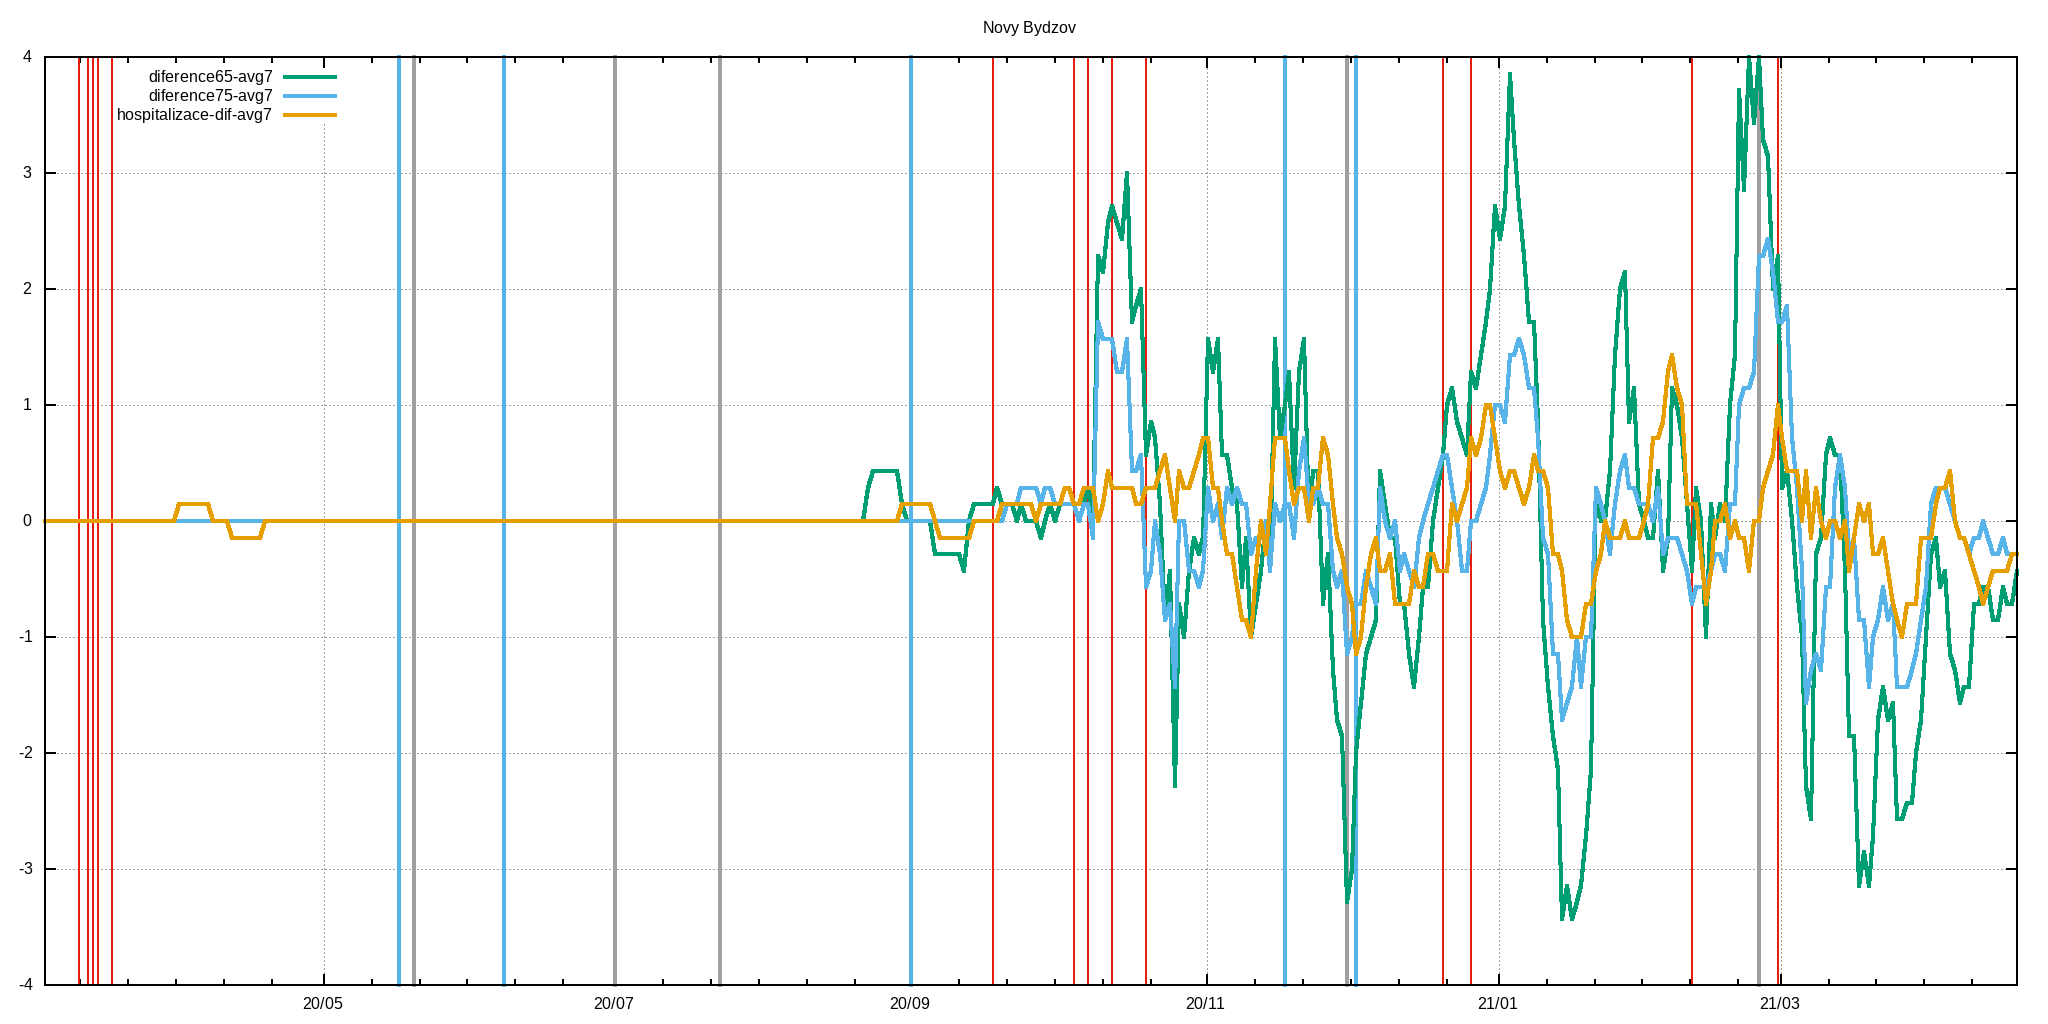 Novy Bydzov
diference65-avg7
diference75-avg7
hospitalizace-dif-avg7
4
3
2
1
0
-1
-2
-3
-4
20/05 20/07 20/09 20/11 21/01 21/03